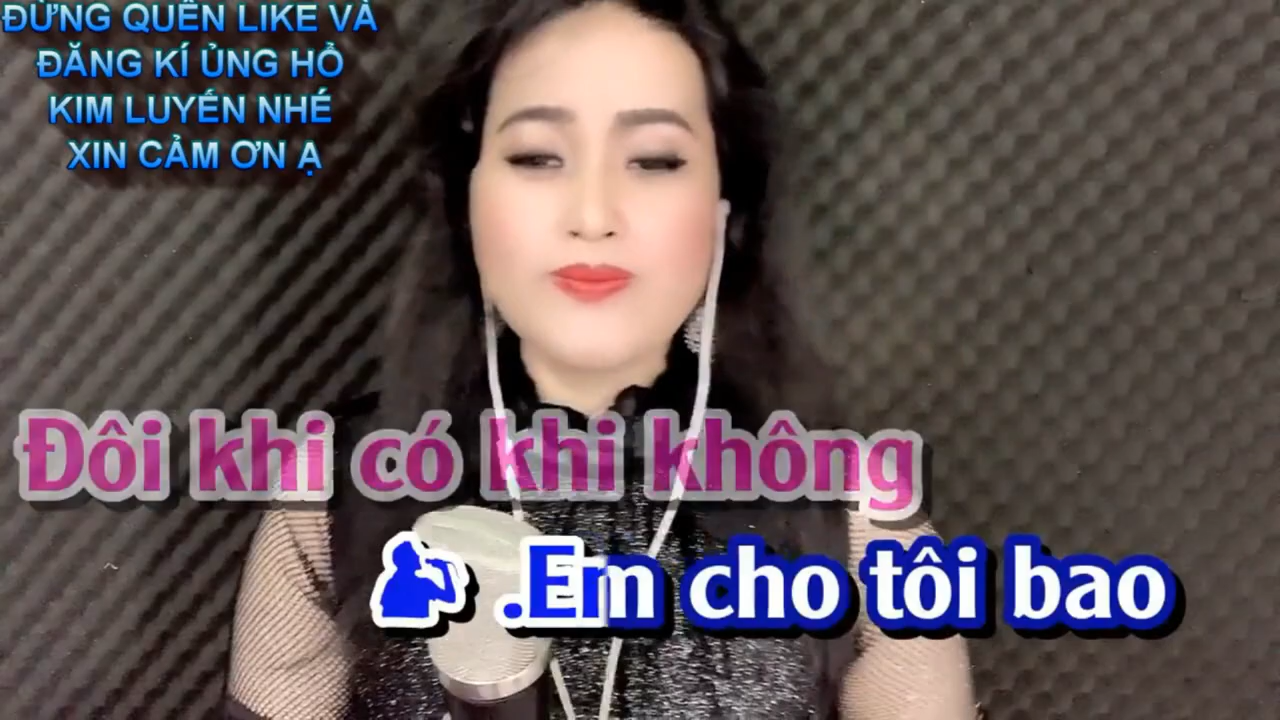 ĐỪNG QUÊN LIKE VÀ
ĐĂNG KÍ ỦNG HỔ
KIM LUYẾN NHÉ
XIN CẢM ƠN Ạ
Đôi khi có khi không
.Em cho tôi bao